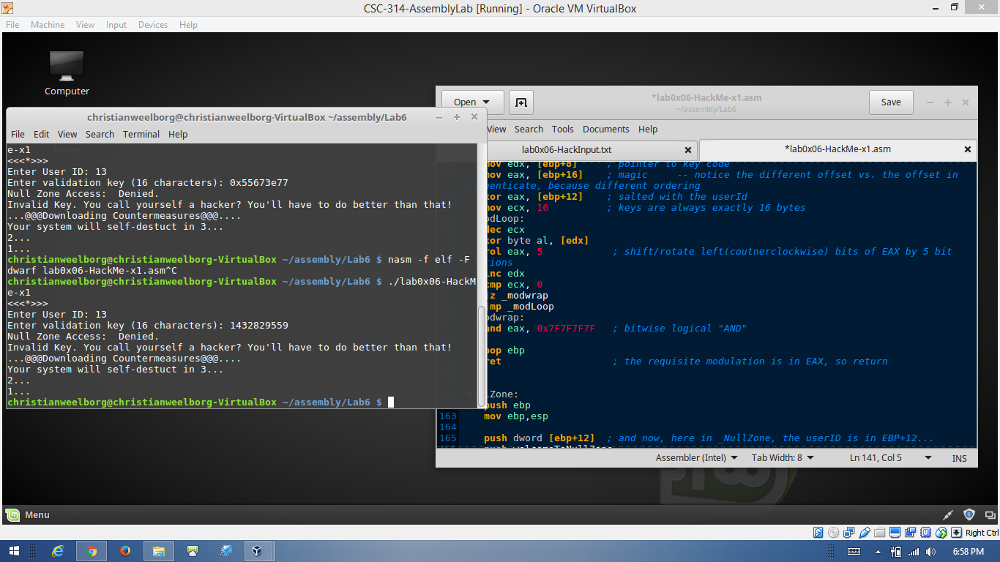 CSC-314-AssemblyLab [Running] - Oracle VM VirtualBox
File Machine View Input Devices Help
Computer
Open
*lab0x06-HackMe-x1.asm
~/assembly/Lab6
Save
christianweelborg@christianweelborg-VirtualBox ~/assembly/Lab6
File Edit View Search Terminal Help
e-x1
<<<*>>>
Enter User ID: 13
Enter validation key (16 characters): 0x55673e77
Null Zone Access:  Denied.
Invalid Key. You call yourself a hacker? You'll have to do better than that!
...@@@Downloading Countermeasures@@@....
Your system will self-destuct in 3...
2...
1...
christianweelborg@christianweelborg-VirtualBox ~/assembly/Lab6 $ nasm -f elf -F
dwarf lab0x06-HackMe-x1.asm^C
christianweelborg@christianweelborg-VirtualBox ~/assembly/Lab6 $ ./lab0x06-HackM
e-x1
<<<*>>>
Enter User ID: 13
Enter validation key (16 characters): 1432829559
Null Zone Access:  Denied.
Invalid Key. You call yourself a hacker? You'll have to do better than that!
...@@@Downloading Countermeasures@@@....
Your system will self-destuct in 3...
2...
1...
christianweelborg@christianweelborg-VirtualBox ~/assembly/Lab6 $
View Search Tools Documents Help
lab0x06-HackInput.txt
*lab0x06-HackMe-x1.asm
mov edx, [ebp+8] ; pointer to key code
mov eax, [ebp+16] ; magic -- notice the different offset vs. the offset in
enticate, because different ordering
xor eax, [ebp+12] ; salted with the userId
mov ecx, 16 ; keys are always exactly 16 bytes
odLoop:
dec ecx
xor byte al, [edx]
rol eax, 5 ; shift/rotate left(coutnerclockwise) bits of EAX by 5 bit
tions
inc edx
cmp ecx, 0
jz _modwrap
jmp _modLoop
odwrap:
and eax, 0x7F7F7F7F ; bitwise logical "AND"
pop ebp
ret ; the requisite modulation is in EAX, so return
llZone:
push ebp
163 mov ebp,esp
164
165 push dword [ebp+12] ; and now, here in _NullZone, the userID is in EBP+12...
Assembler (Intel) Tab Width: 8 Ln 141, Col 5 INS
Menu
Right Ctrl
6:58 PM